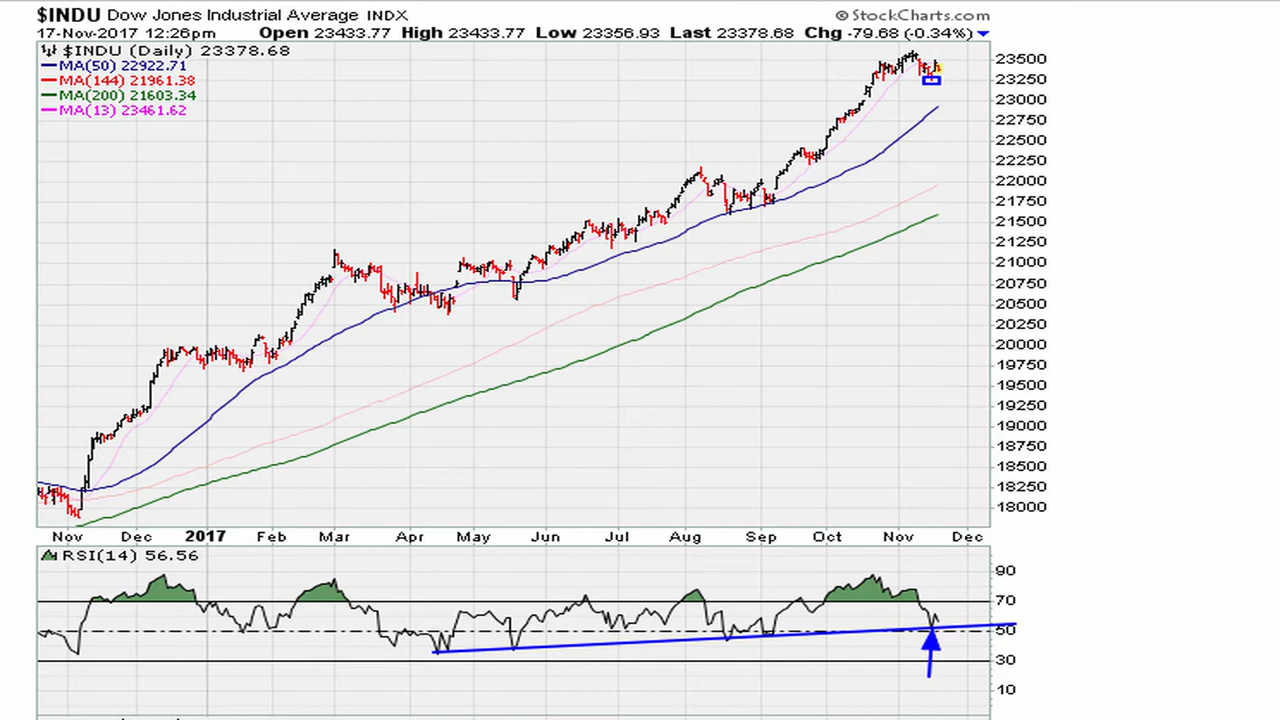 $INDU Dow Jones Industrial Average INDX
© StockCharts.com
17-Nov-2017 12:26pm
Open 23433.77 High 23433.77 Low 23356.93 Last 23378.68 Chg -79.68 (-0.34%)
$INDU (Daily) 23378.68
MA(50) 22922.71
MA(144) 21961.38
MA(200) 21603.34
MA(13) 23461.62
23500
23250
23000
22750
22500
22250
22000
21750
21500
21250
21000
20750
20500
20250
20000
19750
19500
19250
19000
18750
18500
18250
18000
Nov Dec 2017 Feb Mar Apr May Jun Jul Aug Sep Oct Nov Dec
RSI(14) 56.56
90
70
50
30
10